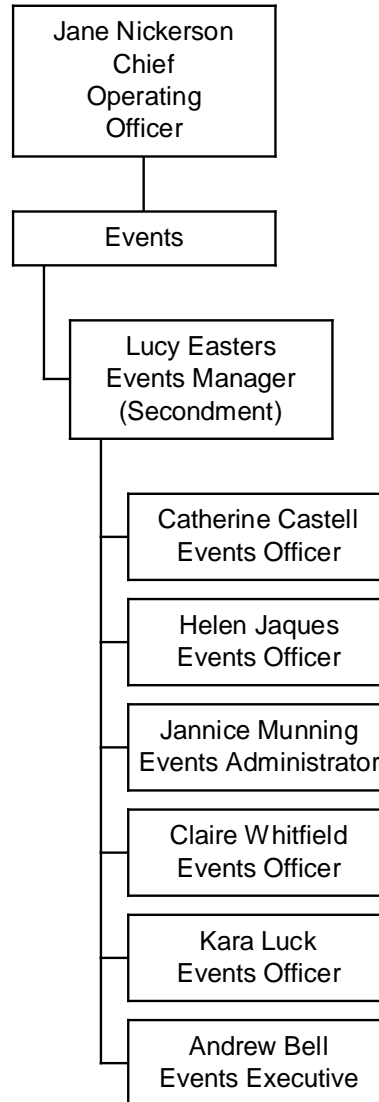 Jane Nickerson
Chief
Operating
Officer
Events
Lucy Easters
Events Manager
(Secondment)
Catherine Castell
Events Officer
Helen Jaques
Events Officer
Jannice Munning
Events Administrator
Claire Whitfield
Events Officer
Kara Luck
Events Officer
Andrew Bell
Events Executive